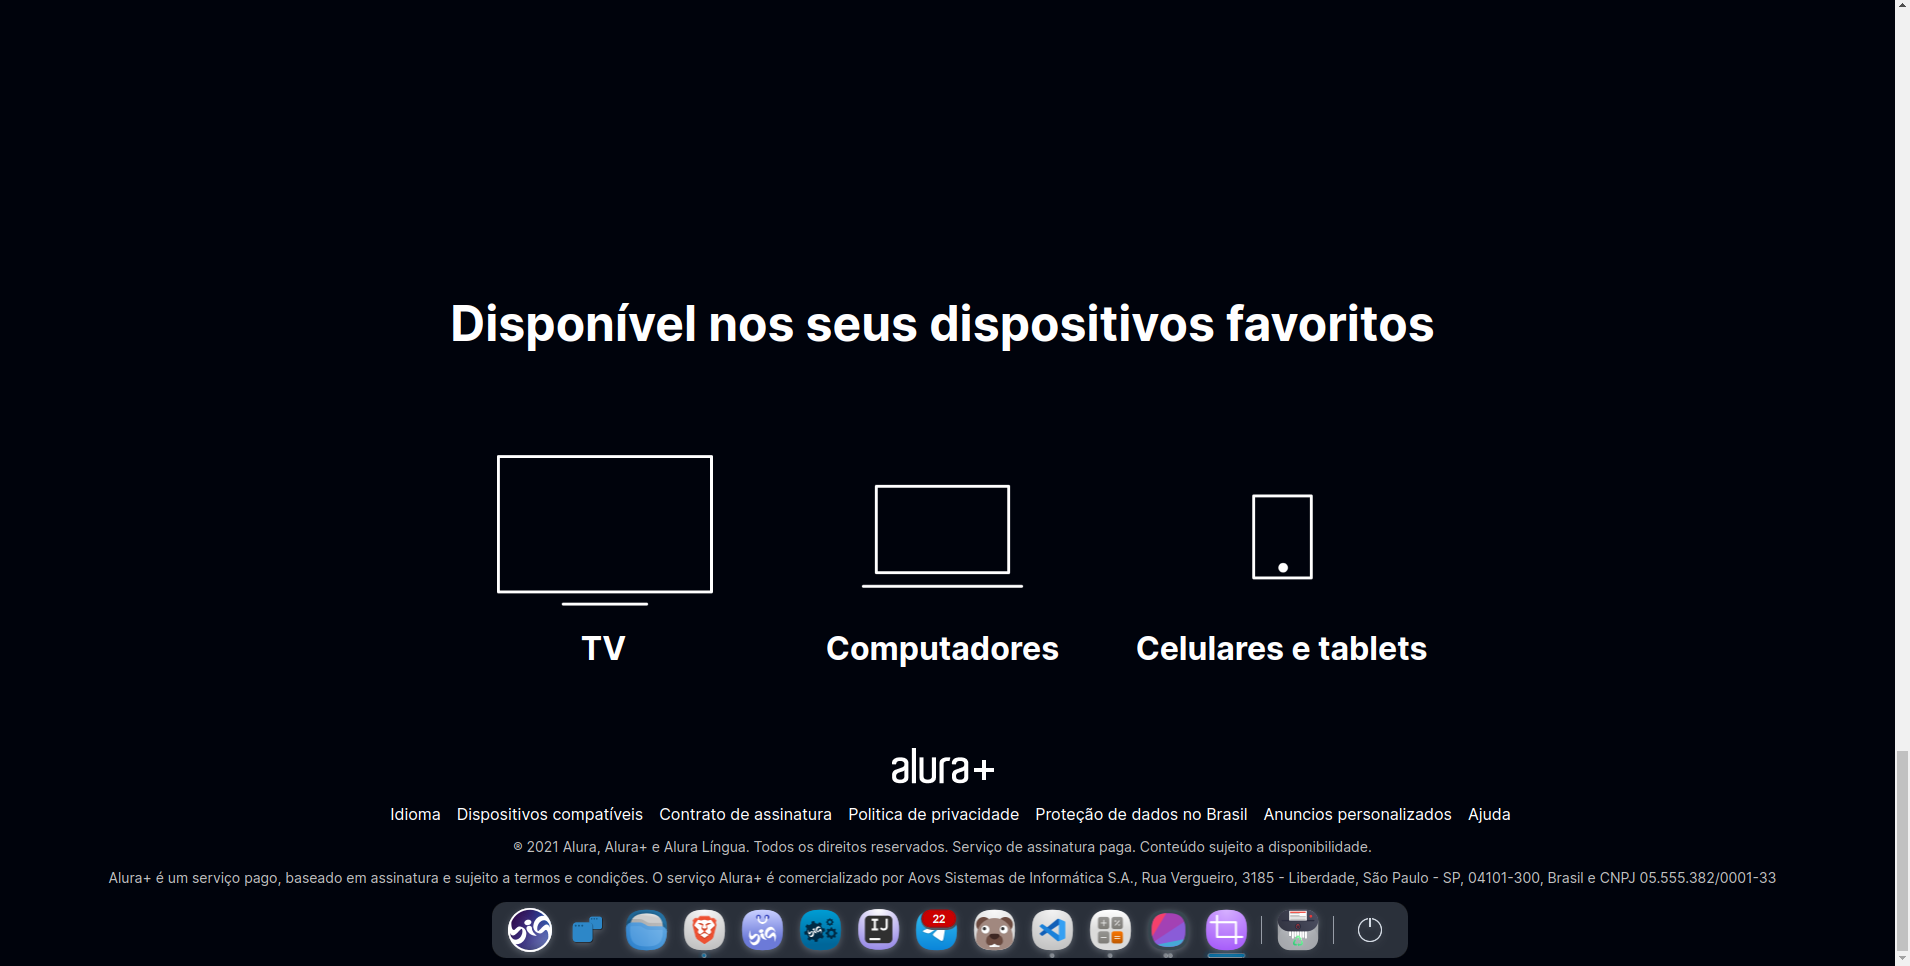 Disponível nos seus dispositivos favoritos
TV
Computadores
Celulares e tablets
alura+
Idioma Dispositivos compatíveis Contrato de assinatura Politica de privacidade Proteção de dados no Brasil Anuncios personalizados Ajuda
® 2021 Alura, Alura+ e Alura Língua. Todos os direitos reservados. Serviço de assinatura paga. Conteúdo sujeito a disponibilidade.
Alura+ é um serviço pago, baseado em assinatura e sujeito a termos e condições. O serviço Alura+ é comercializado por Aovs Sistemas de Informática S.A., Rua Vergueiro, 3185 - Liberdade, São Paulo - SP, 04101-300, Brasil e CNPJ 05.555.382/0001-33
BIG
BIG
BIG
IJ
22